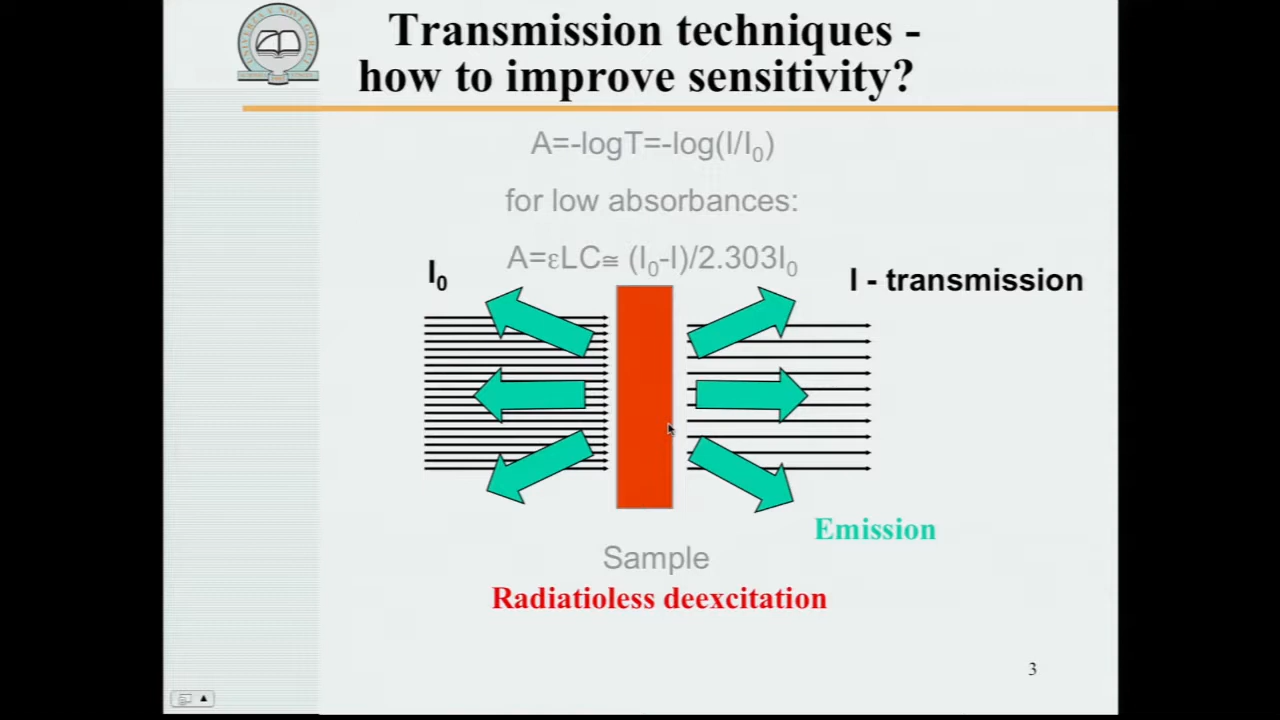 Transmission techniques -
how to improve sensitivity?
A=-logT=-log(I/I₀)
for low absorbances:
A=εLC≅ (I₀-I)/2.303I₀
I₀
I - transmission
Emission
Sample
Radiatioless deexcitation
3